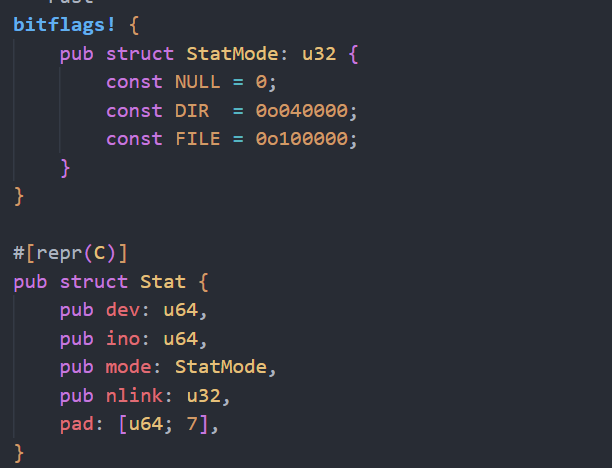 bitflags! {
    pub struct StatMode: u32 {
        const NULL = 0;
        const DIR  = 0o040000;
        const FILE = 0o100000;
    }
}

#[repr(C)]
pub struct Stat {
    pub dev: u64,
    pub ino: u64,
    pub mode: StatMode,
    pub nlink: u32,
    pad: [u64; 7],
}